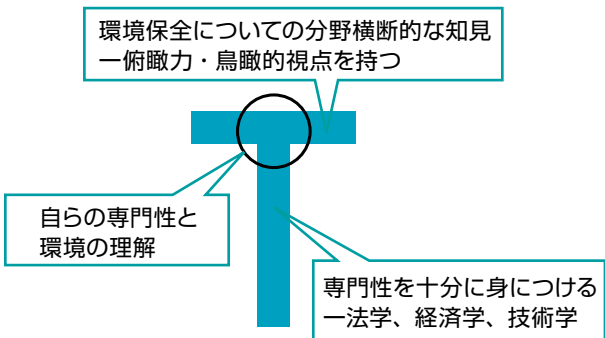 環境保全についての分野横断的な知見
ー俯瞰力・鳥瞰的視点を持つ
自らの専門性と
環境の理解
専門性を十分に身につける
ー法学、経済学、技術学